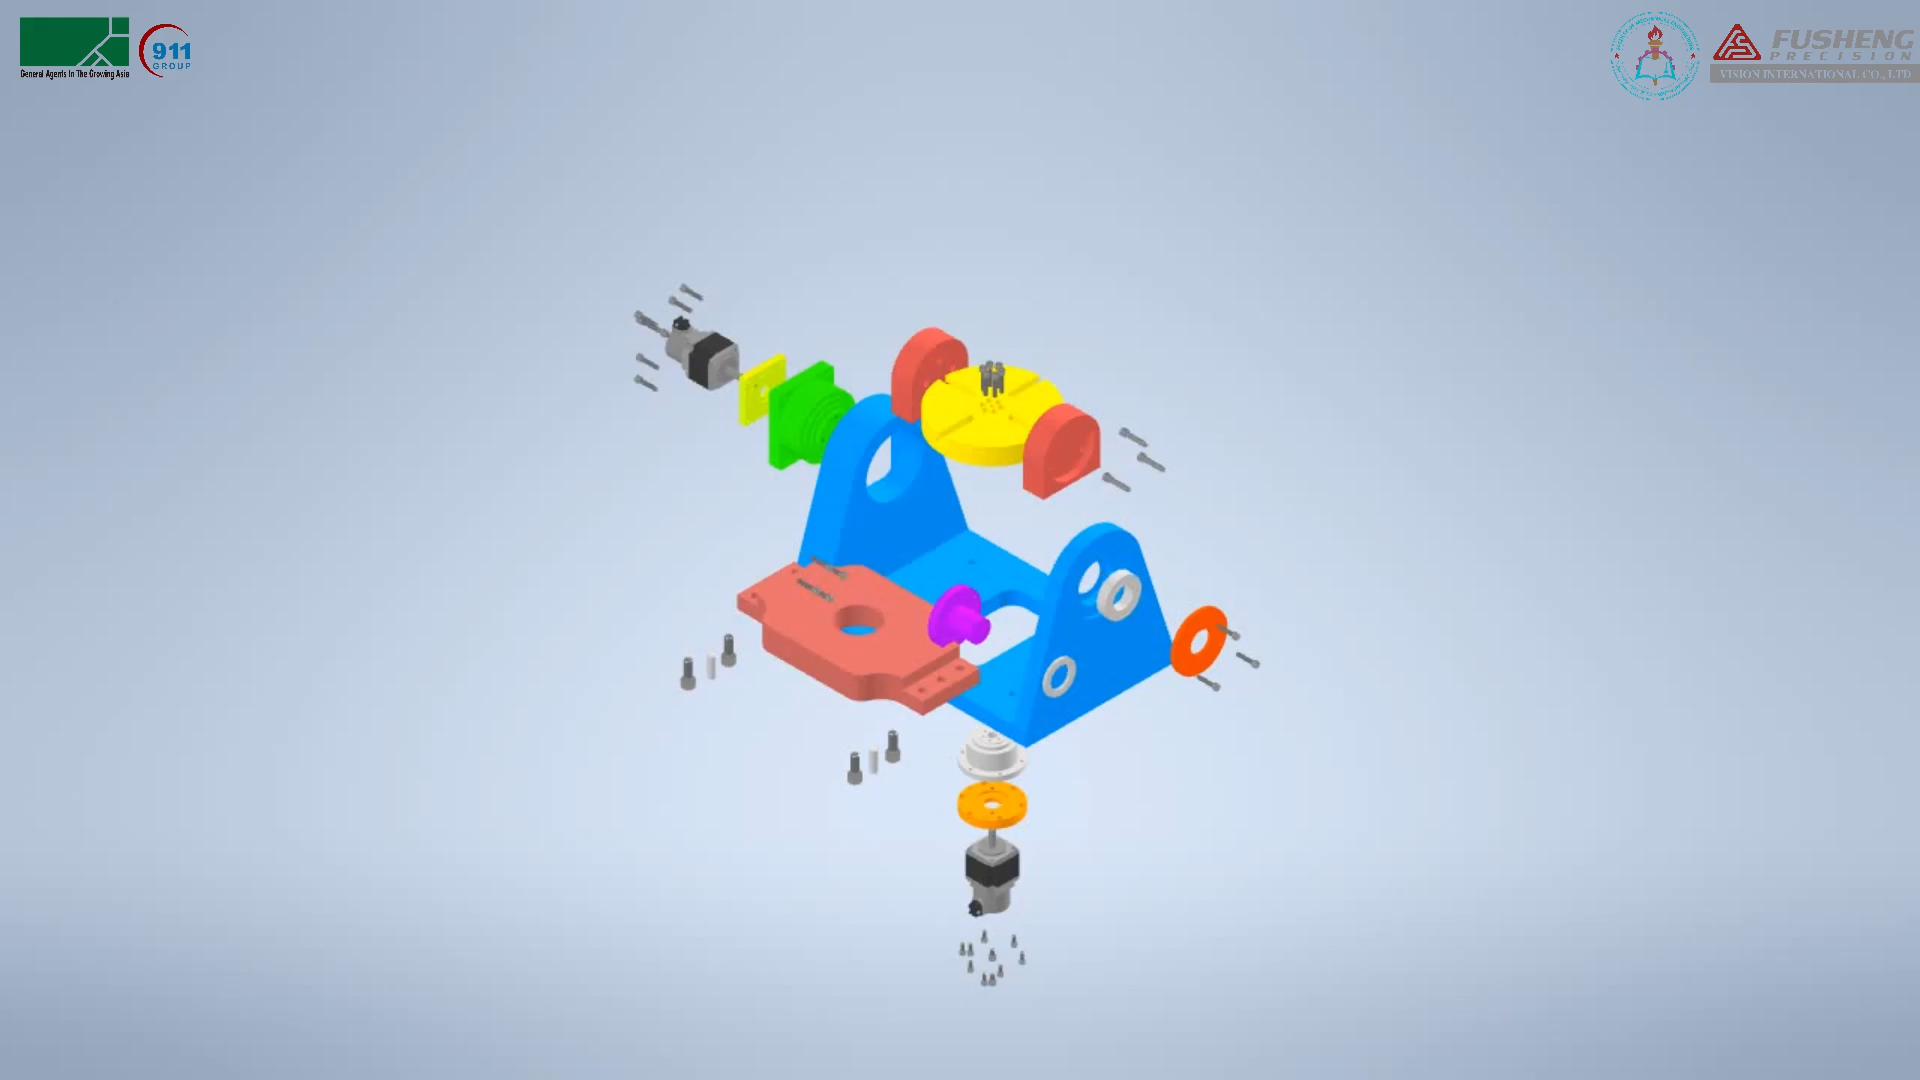 General Agents In The Growing Asia
911
GROUP
FUSHENG
PRECISION
VISION INTERNATIONAL CO., LTD